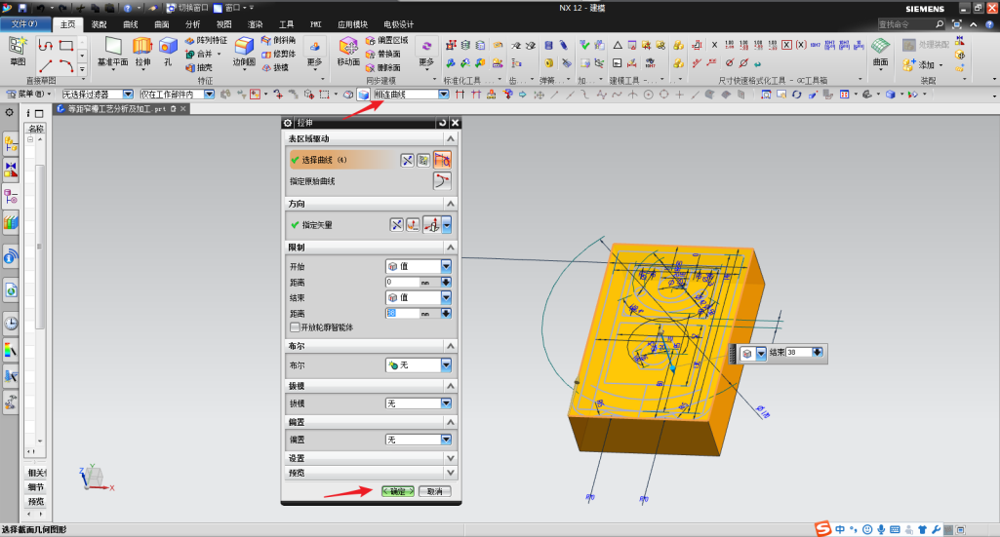 切换窗口 窗口
NX 12 - 建模
SIEMENS
文件(F) 主页 装配 曲线 曲面 分析 视图 渲染 工具 PMI 应用模块 电极设计
查找命令
草图
直接草图
基准平面 拉伸 孔
阵列特征
合并
抽壳
边倒圆
倒斜角
修剪体
拔模
更多
特征
移动面
偏置区域
替换面
删除面
更多
同步建模
标准化工具 ...
齿...
弹簧...
加...
建模工具 - ...
尺寸快速格式化工具 - GC工具箱
曲面
处理装配
添加
装配
菜单(M)
无选择过滤器
仅在工作部件内
相连曲线
等距窄槽工艺分析及加工.prt
名称
相关
细节
预览
拉伸
表区域驱动
选择曲线 (4)
指定原始曲线
方向
指定矢量
限制
开始 值
距离 0 mm
结束 值
距离 38 mm
开放轮廓智能体
布尔
布尔 无
拔模
拔模 无
偏置
偏置 无
设置
预览
<确定> 取消
结束 38
X
Y
Z
选择截面几何图形
中